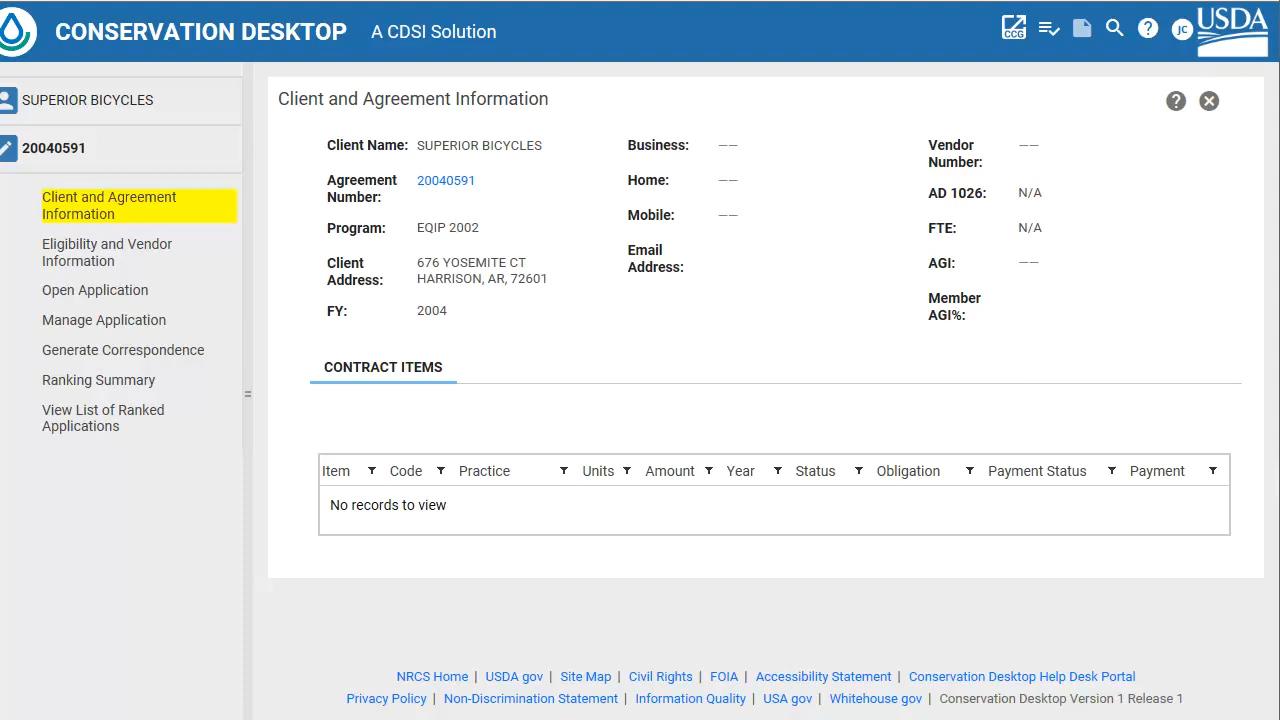 CONSERVATION DESKTOP A CDSI Solution
CCG
JC
USDA
SUPERIOR BICYCLES
20040591
Client and Agreement
Information
Eligibility and Vendor
Information
Open Application
Manage Application
Generate Correspondence
Ranking Summary
View List of Ranked
Applications
Client and Agreement Information
Client Name: SUPERIOR BICYCLES
Agreement
Number: 20040591
Program: EQIP 2002
Client
Address: 676 YOSEMITE CT
HARRISON, AR, 72601
FY: 2004
Business: -- --
Home: -- --
Mobile: -- --
Email
Address:
Vendor
Number: -- --
AD 1026: N/A
FTE: N/A
AGI: -- --
Member
AGI%:
CONTRACT ITEMS
Item Code Practice Units Amount Year Status Obligation Payment Status Payment
No records to view
NRCS Home | USDA gov | Site Map | Civil Rights | FOIA | Accessibility Statement | Conservation Desktop Help Desk Portal
Privacy Policy | Non-Discrimination Statement | Information Quality | USA gov | Whitehouse gov | Conservation Desktop Version 1 Release 1